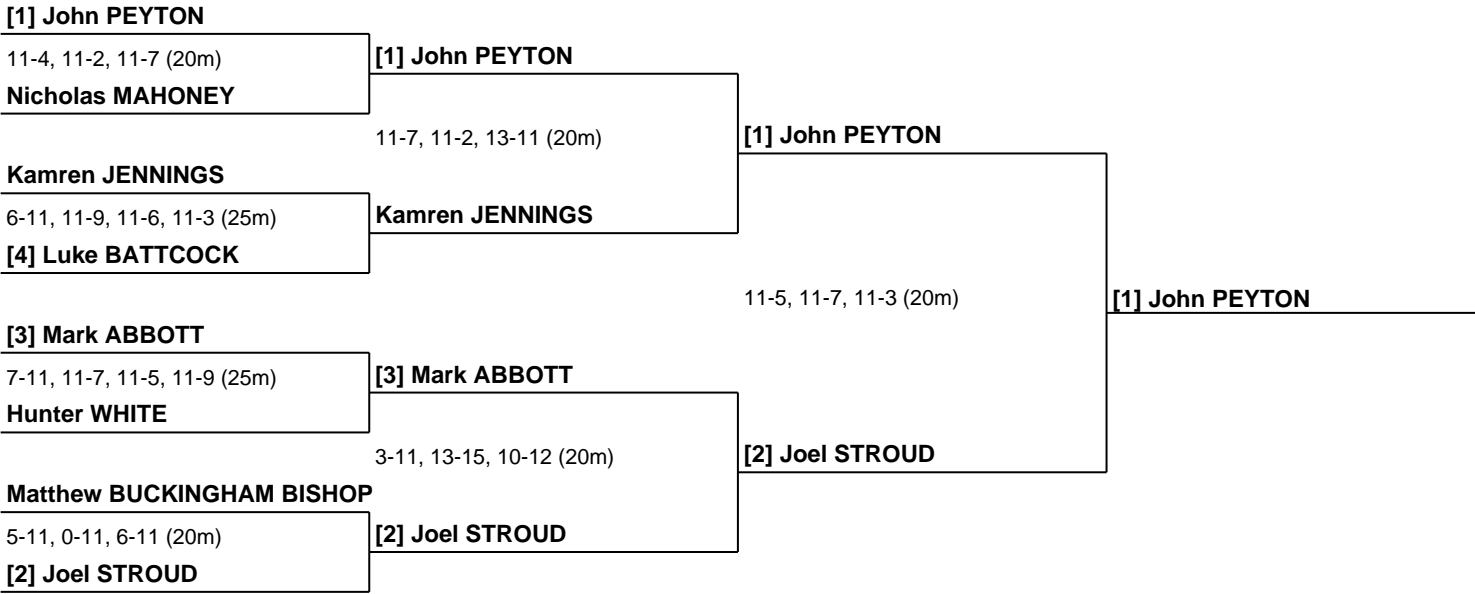 [1] John PEYTON
11-4, 11-2, 11-7 (20m)
Nicholas MAHONEY
[1] John PEYTON
11-7, 11-2, 13-11 (20m)
Kamren JENNINGS
6-11, 11-9, 11-6, 11-3 (25m)
[4] Luke BATTCOCK
Kamren JENNINGS
[1] John PEYTON
11-5, 11-7, 11-3 (20m)
[1] John PEYTON
[3] Mark ABBOTT
7-11, 11-7, 11-5, 11-9 (25m)
Hunter WHITE
[3] Mark ABBOTT
3-11, 13-15, 10-12 (20m)
[2] Joel STROUD
Matthew BUCKINGHAM BISHOP
5-11, 0-11, 6-11 (20m)
[2] Joel STROUD
[2] Joel STROUD